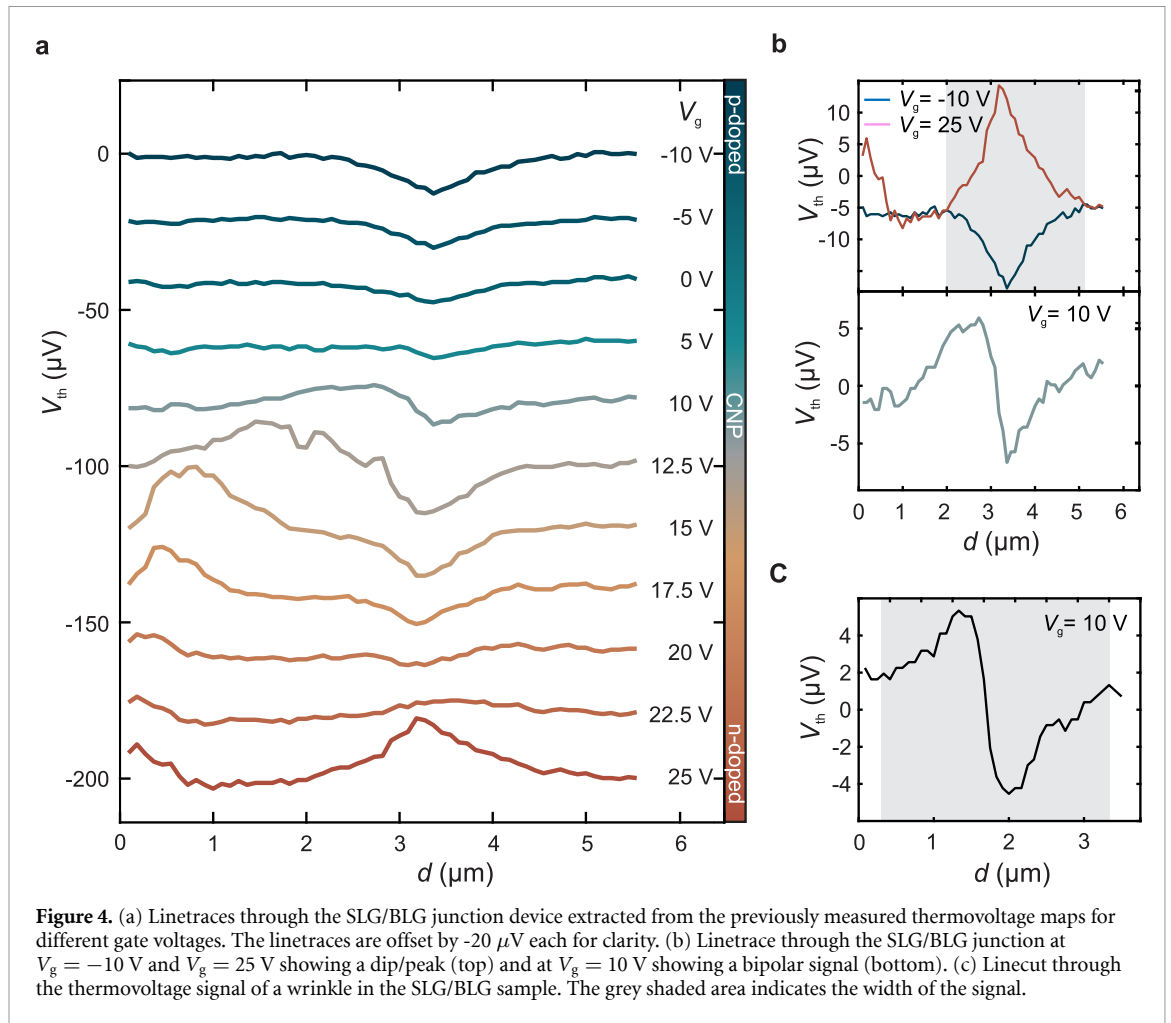 a
V_g
p-doped
0
-10 V
-5 V
0 V
-50
5 V
V_th (µV)
10 V
CNP
-100
12.5 V
15 V
17.5 V
-150
20 V
22.5 V
n-doped
-200
25 V
0 1 2 3 4 5 6
d (µm)
b
V_g= -10 V
V_g= 25 V
10
5
0
-5
-10
V_th (µV)
V_g= 10 V
5
0
-5
V_th (µV)
0 1 2 3 4 5 6
d (µm)
C
V_g= 10 V
4
2
0
-2
-4
V_th (µV)
0 1 2 3
d (µm)
Figure 4. (a) Linetraces through the SLG/BLG junction device extracted from the previously measured thermovoltage maps for
different gate voltages. The linetraces are offset by -20 µV each for clarity. (b) Linetrace through the SLG/BLG junction at
V_g = −10 V and V_g = 25 V showing a dip/peak (top) and at V_g = 10 V showing a bipolar signal (bottom). (c) Linecut through
the thermovoltage signal of a wrinkle in the SLG/BLG sample. The grey shaded area indicates the width of the signal.